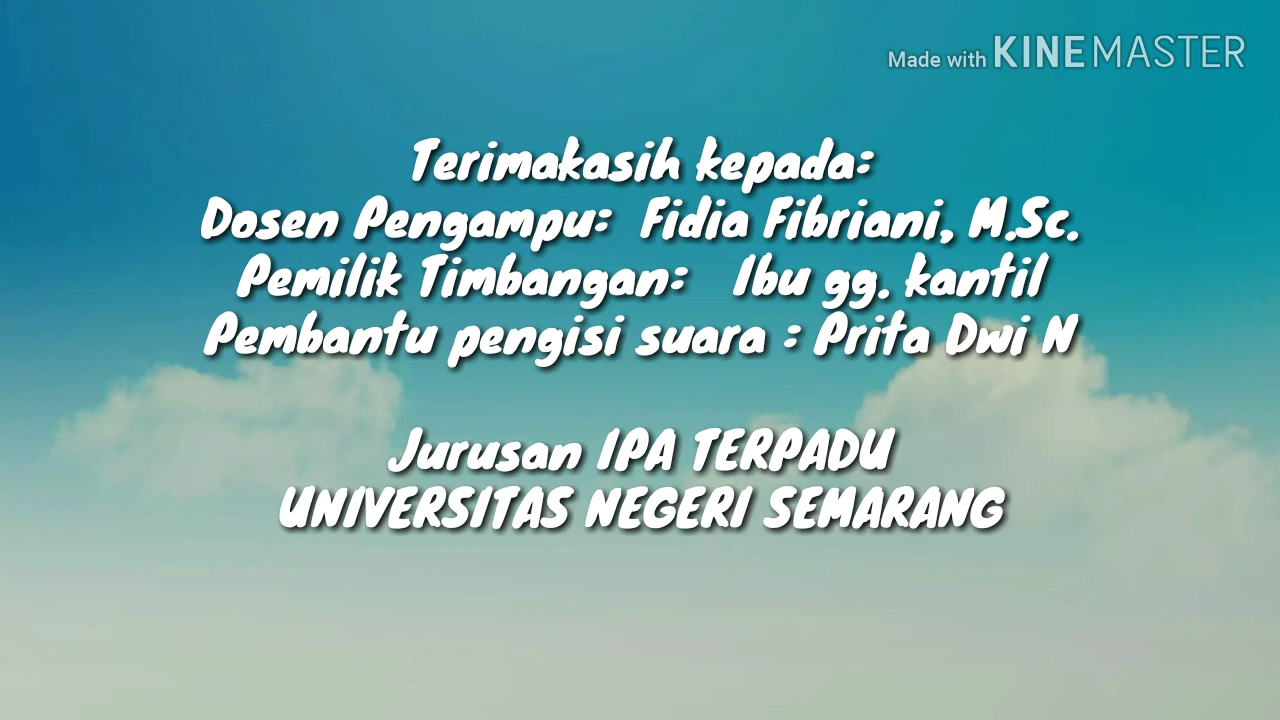 Made with KINEMASTER
Terimakasih kepada:
Dosen Pengampu: Fidia Fibriani, M.Sc.
Pemilik Timbangan: Ibu gg. kantil
Pembantu pengisi suara : Prita Dwi N
Jurusan IPA TERPADU
UNIVERSITAS NEGERI SEMARANG